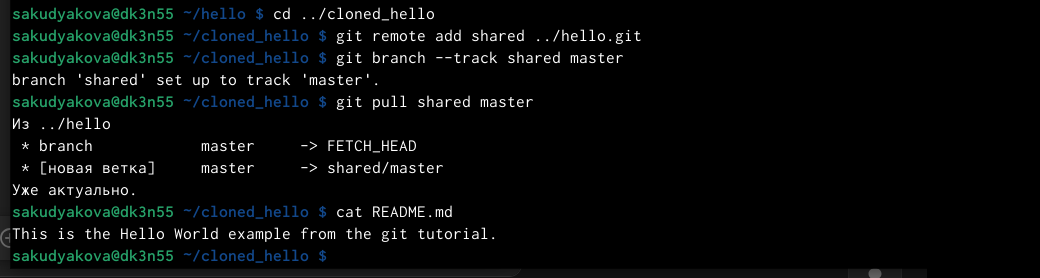 sakudyakova@dk3n55 ~/hello $ cd ../cloned_hello
sakudyakova@dk3n55 ~/cloned_hello $ git remote add shared ../hello.git
sakudyakova@dk3n55 ~/cloned_hello $ git branch --track shared master
branch 'shared' set up to track 'master'.
sakudyakova@dk3n55 ~/cloned_hello $ git pull shared master
Из ../hello
 * branch            master     -> FETCH_HEAD
 * [новая ветка]     master     -> shared/master
Уже актуально.
sakudyakova@dk3n55 ~/cloned_hello $ cat README.md
This is the Hello World example from the git tutorial.
sakudyakova@dk3n55 ~/cloned_hello $